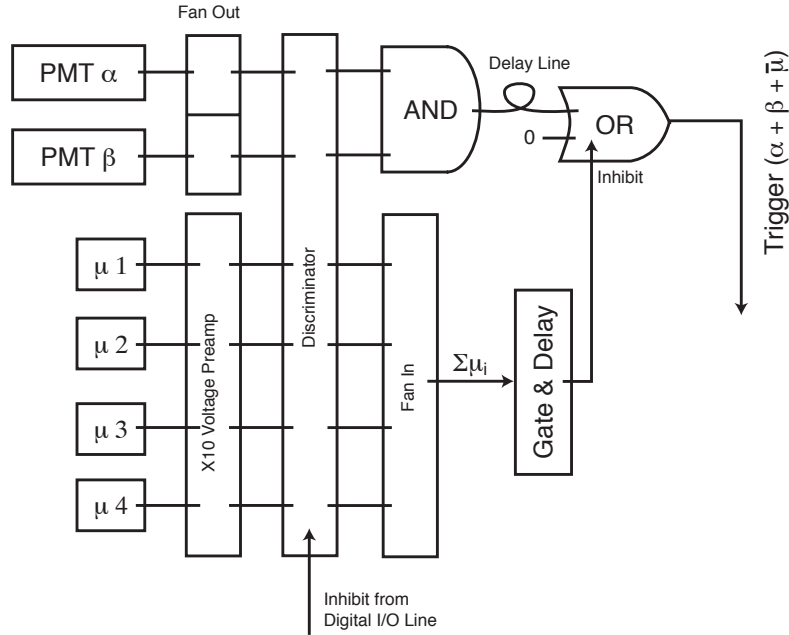 Fan Out
PMT α
PMT β
Discriminator
AND
Delay Line
0
OR
Inhibit
Trigger (α + β + μ̅)
μ 1
μ 2
μ 3
μ 4
X10 Voltage Preamp
Fan In
Σμi
Gate & Delay
Inhibit from
Digital I/O Line